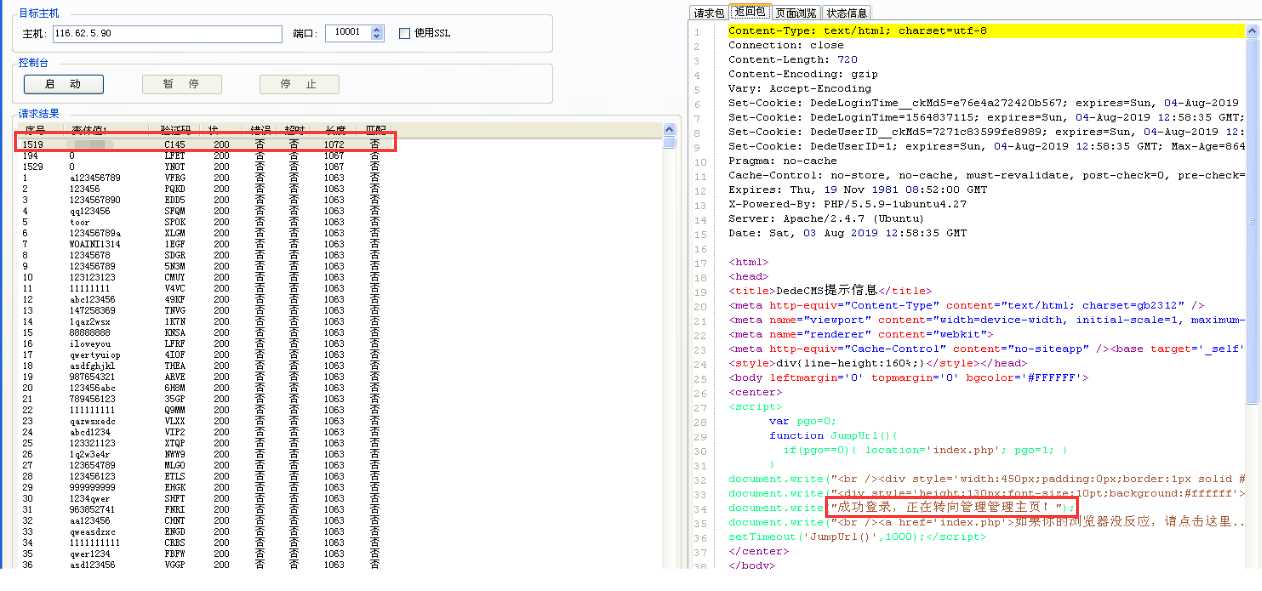 目标主机
主机: 116.62.5.90 端口: 10001 使用SSL
控制台
启 动 暂 停 停 止
请求结果
序号 变体值1 验证码 状 错误 超时 长度 匹配
1519 C145 200 否 否 1072 否
194 0 LFET 200 否 否 1067 否
1529 0 YNOT 200 否 否 1067 否
1 a123456789 VFRG 200 否 否 1063 否
2 123456 PQKD 200 否 否 1063 否
3 1234567890 EDD5 200 否 否 1063 否
4 qq123456 SFQM 200 否 否 1063 否
5 toor SPOK 200 否 否 1063 否
6 123456789a XLGM 200 否 否 1063 否
7 WOAINI1314 1EGF 200 否 否 1063 否
8 12345678 SDGR 200 否 否 1063 否
9 123456789 5N3M 200 否 否 1063 否
10 123123123 CMUY 200 否 否 1063 否
11 11111111 V4VC 200 否 否 1063 否
12 abc123456 49KF 200 否 否 1063 否
13 147258369 TNVG 200 否 否 1063 否
14 1qaz2wsx 1K7N 200 否 否 1063 否
15 88888888 KNSA 200 否 否 1063 否
16 iloveyou LFRF 200 否 否 1063 否
17 qwertyuiop 4IOF 200 否 否 1063 否
18 asdfghjkl THEA 200 否 否 1063 否
19 987654321 ARVE 200 否 否 1063 否
20 123456abc 6H8M 200 否 否 1063 否
21 789456123 35GP 200 否 否 1063 否
22 111111111 Q9MM 200 否 否 1063 否
23 qazwsxedc VLXX 200 否 否 1063 否
24 abcd1234 VIP2 200 否 否 1063 否
25 123321123 XTQP 200 否 否 1063 否
26 1q2w3e4r NWW9 200 否 否 1063 否
27 123654789 MLGO 200 否 否 1063 否
28 123456123 ETLS 200 否 否 1063 否
29 999999999 EHGK 200 否 否 1063 否
30 1234qwer SHFT 200 否 否 1063 否
31 963852741 FNRI 200 否 否 1063 否
32 aa123456 CHNT 200 否 否 1063 否
33 qweasdzxc ENGD 200 否 否 1063 否
34 1111111111 CEBS 200 否 否 1063 否
35 qwer1234 FBFW 200 否 否 1063 否
36 asd123456 VGGP 200 否 否 1063 否
请求包 返回包 页面浏览 状态信息
1 Content-Type: text/html; charset=utf-8
2 Connection: close
3 Content-Length: 720
4 Content-Encoding: gzip
5 Vary: Accept-Encoding
6 Set-Cookie: DedeLoginTime__ckMd5=e76e4a272420b567; expires=Sun, 04-Aug-2019
7 Set-Cookie: DedeLoginTime=1564837115; expires=Sun, 04-Aug-2019 12:58:35 GMT;
8 Set-Cookie: DedeUserID__ckMd5=7271c83599fe8989; expires=Sun, 04-Aug-2019 12:
9 Set-Cookie: DedeUserID=1; expires=Sun, 04-Aug-2019 12:58:35 GMT; Max-Age=864
10 Pragma: no-cache
11 Cache-Control: no-store, no-cache, must-revalidate, post-check=0, pre-check=
12 Expires: Thu, 19 Nov 1981 08:52:00 GMT
13 X-Powered-By: PHP/5.5.9-1ubuntu4.27
14 Server: Apache/2.4.7 (Ubuntu)
15 Date: Sat, 03 Aug 2019 12:58:35 GMT
16
17 <html>
18 <head>
19 <title>DedeCMS提示信息</title>
20 <meta http-equiv="Content-Type" content="text/html; charset=gb2312" />
21 <meta name="viewport" content="width=device-width, initial-scale=1, maximum-
22 <meta name="renderer" content="webkit">
23 <meta http-equiv="Cache-Control" content="no-siteapp" /><base target='_self'
24 <style>div{line-height:160%;}</style></head>
25 <body leftmargin='0' topmargin='0' bgcolor='#FFFFFF'>
26 <center>
27 <script>
28 var pgo=0;
29 function JumpUrl(){
30 if(pgo==0){ location='index.php'; pgo=1; }
31 }
32 document.write("<br /><div style='width:450px;padding:0px;border:1px solid #
33 document.write("<div style='height:130px;font-size:10pt;background:#ffffff'>
34 document.write("成功登录，正在转向管理管理主页！");
35 document.write("<br /><a href='index.php'>如果你的浏览器没反应，请点击这里..
36 setTimeout('JumpUrl()',1000);</script>
37 </center>
38 </body>